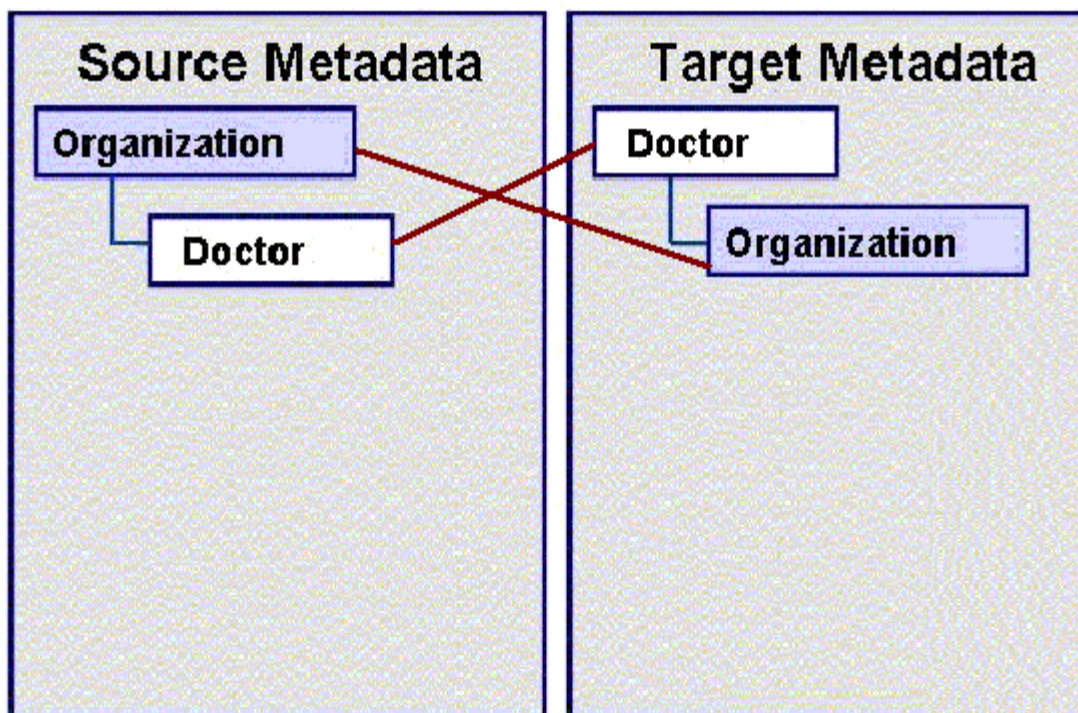 Source Metadata
Organization
Doctor
Target Metadata
Doctor
Organization